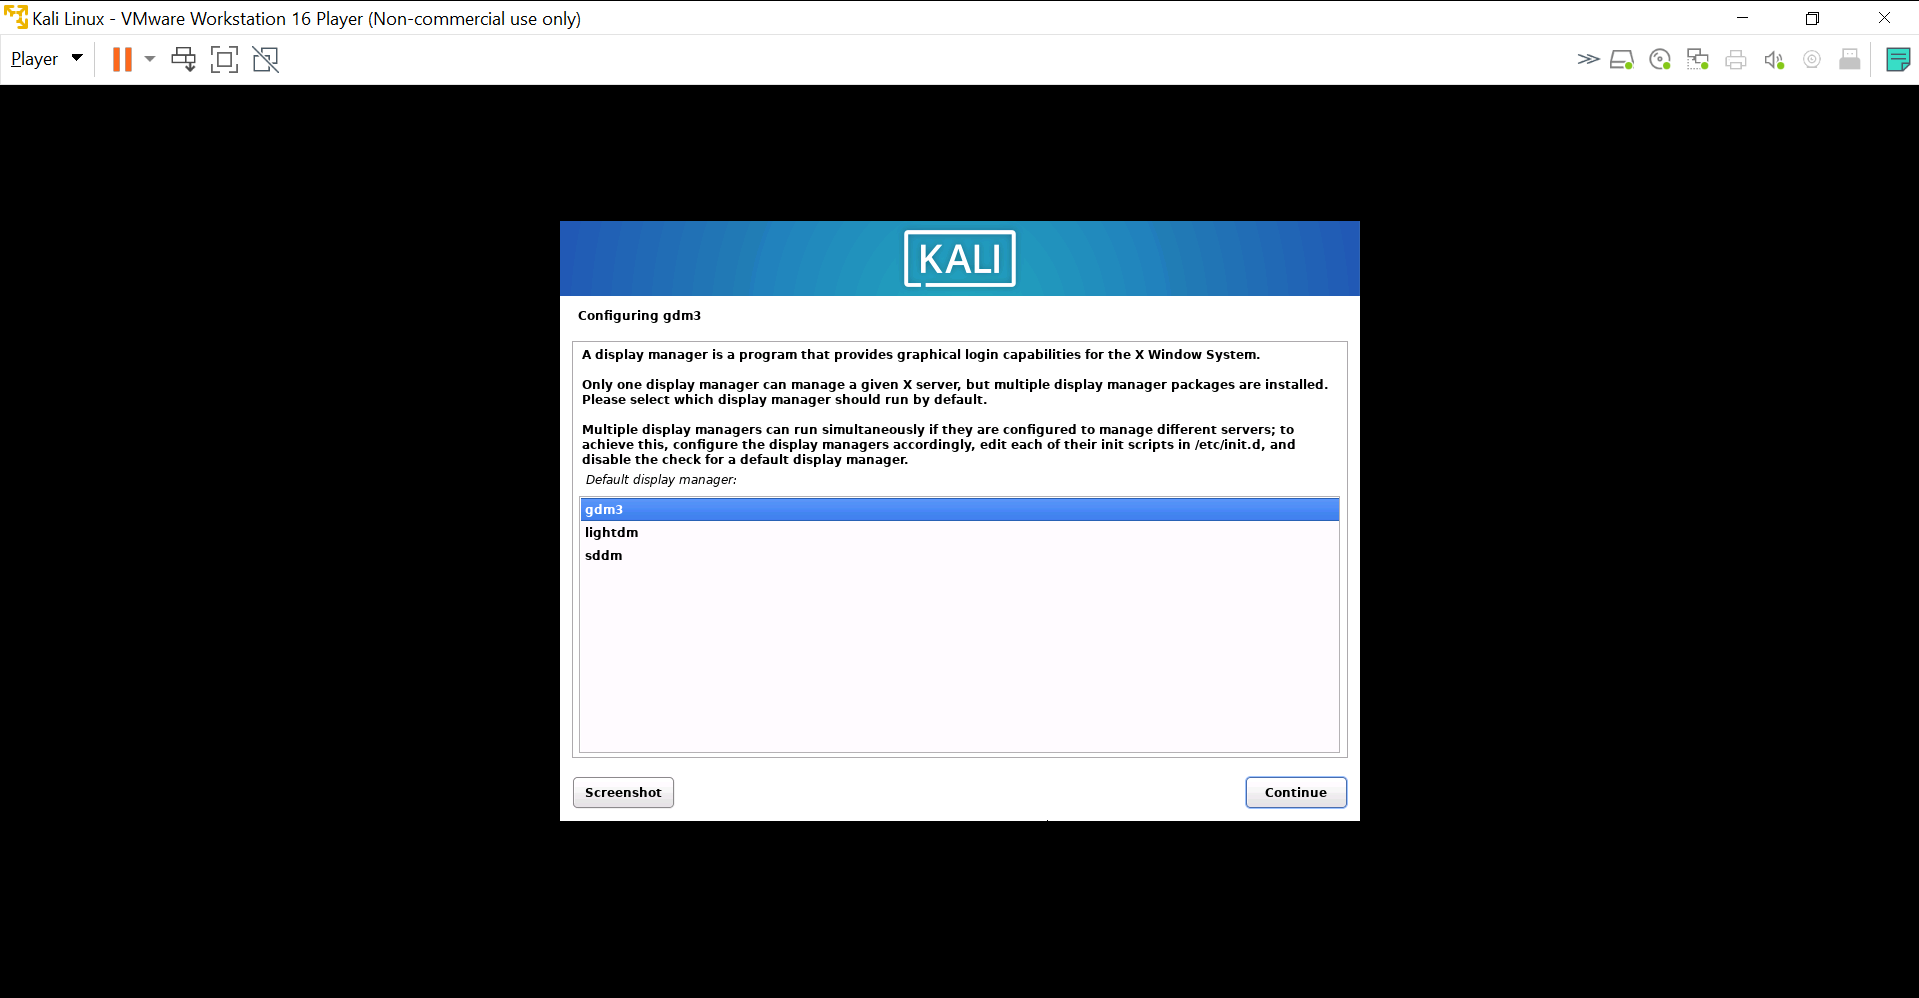 Kali Linux - VMware Workstation 16 Player (Non-commercial use only)
Player
KALI
Configuring gdm3
A display manager is a program that provides graphical login capabilities for the X Window System.
Only one display manager can manage a given X server, but multiple display manager packages are installed.
Please select which display manager should run by default.
Multiple display managers can run simultaneously if they are configured to manage different servers; to
achieve this, configure the display managers accordingly, edit each of their init scripts in /etc/init.d, and
disable the check for a default display manager.
Default display manager:
gdm3
lightdm
sddm
Screenshot
Continue